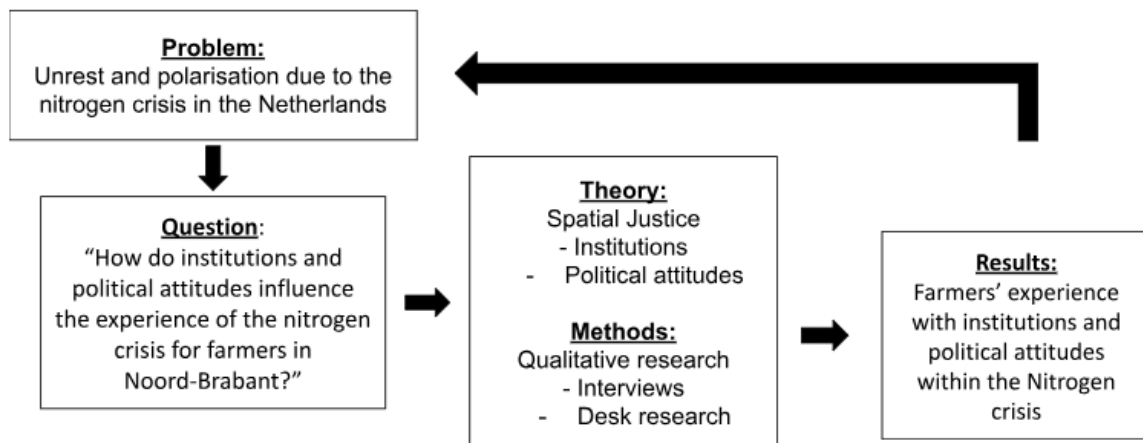 Problem:
Unrest and polarisation due to the
nitrogen crisis in the Netherlands
Question:
“How do institutions and
political attitudes influence
the experience of the nitrogen
crisis for farmers in
Noord-Brabant?”
Theory:
Spatial Justice
- Institutions
- Political attitudes
Methods:
Qualitative research
- Interviews
- Desk research
Results:
Farmers’ experience
with institutions and
political attitudes
within the Nitrogen
crisis